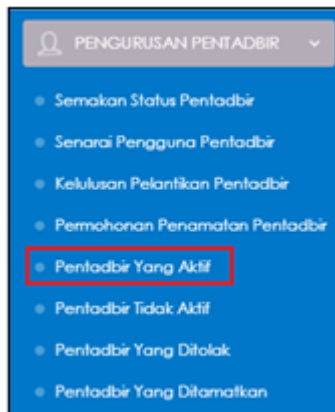 PENGURUSAN PENTADBIR
Semakan Status Pentadbir
Senarai Pengguna Pentadbir
Kelulusan Pelantikan Pentadbir
Permohonan Penamatan Pentadbir
Pentadbir Yang Aktif
Pentadbir Tidak Aktif
Pentadbir Yang Ditolak
Pentadbir Yang Ditamatkan